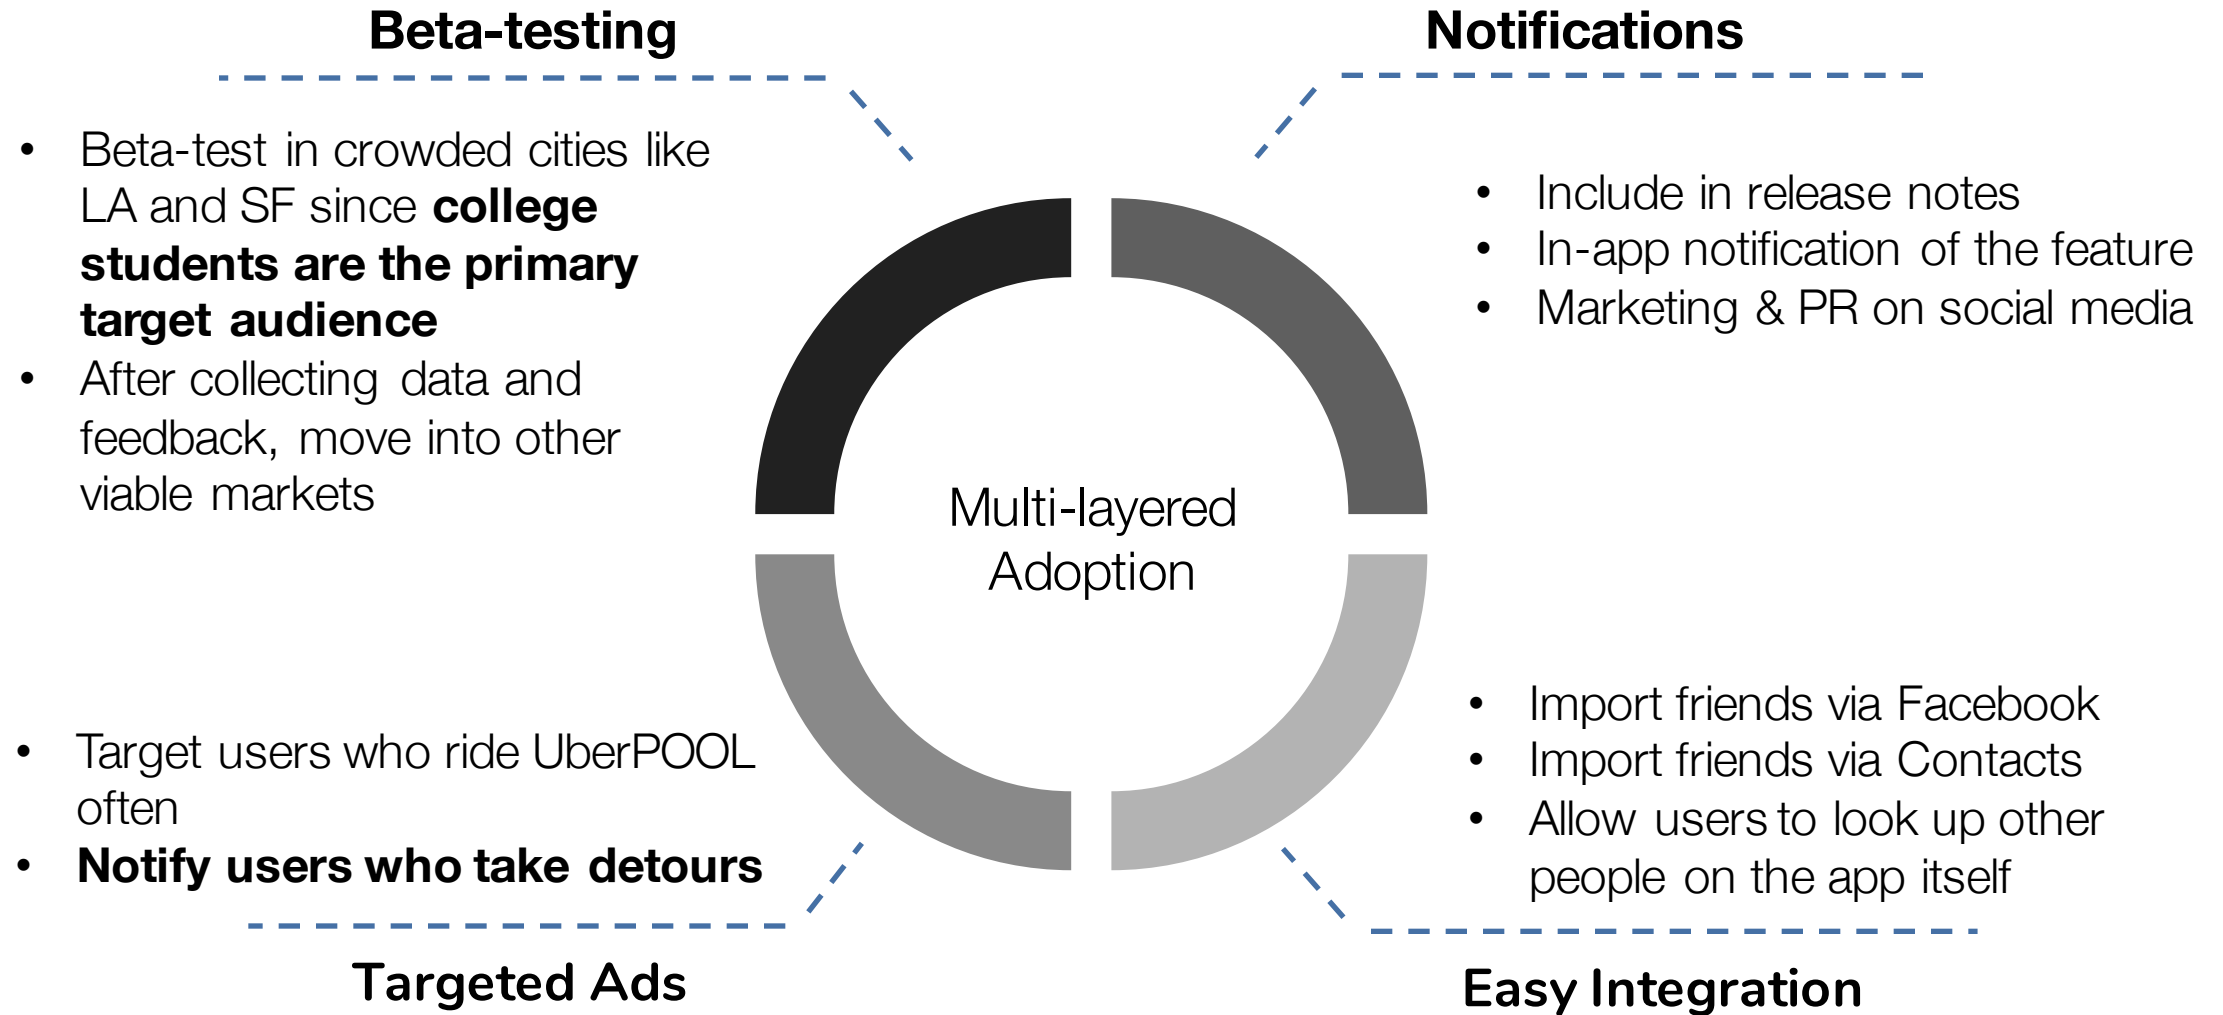 Beta-testing
• Beta-test in crowded cities like
LA and SF since college
students are the primary
target audience
• After collecting data and
feedback, move into other
viable markets
Notifications
• Include in release notes
• In-app notification of the feature
• Marketing & PR on social media
Multi-layered
Adoption
• Target users who ride UberPOOL
often
• Notify users who take detours
Targeted Ads
• Import friends via Facebook
• Import friends via Contacts
• Allow users to look up other
people on the app itself
Easy Integration